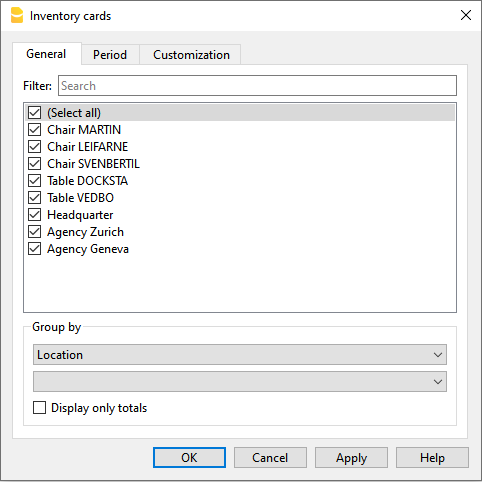 Inventory cards
General Period Customization
Filter: Search
(Select all)
Chair MARTIN
Chair LEIFARNE
Chair SVENBERTIL
Table DOCKSTA
Table VEDBO
Headquarter
Agency Zurich
Agency Geneva
Group by
Location
Display only totals
OK Cancel Apply Help